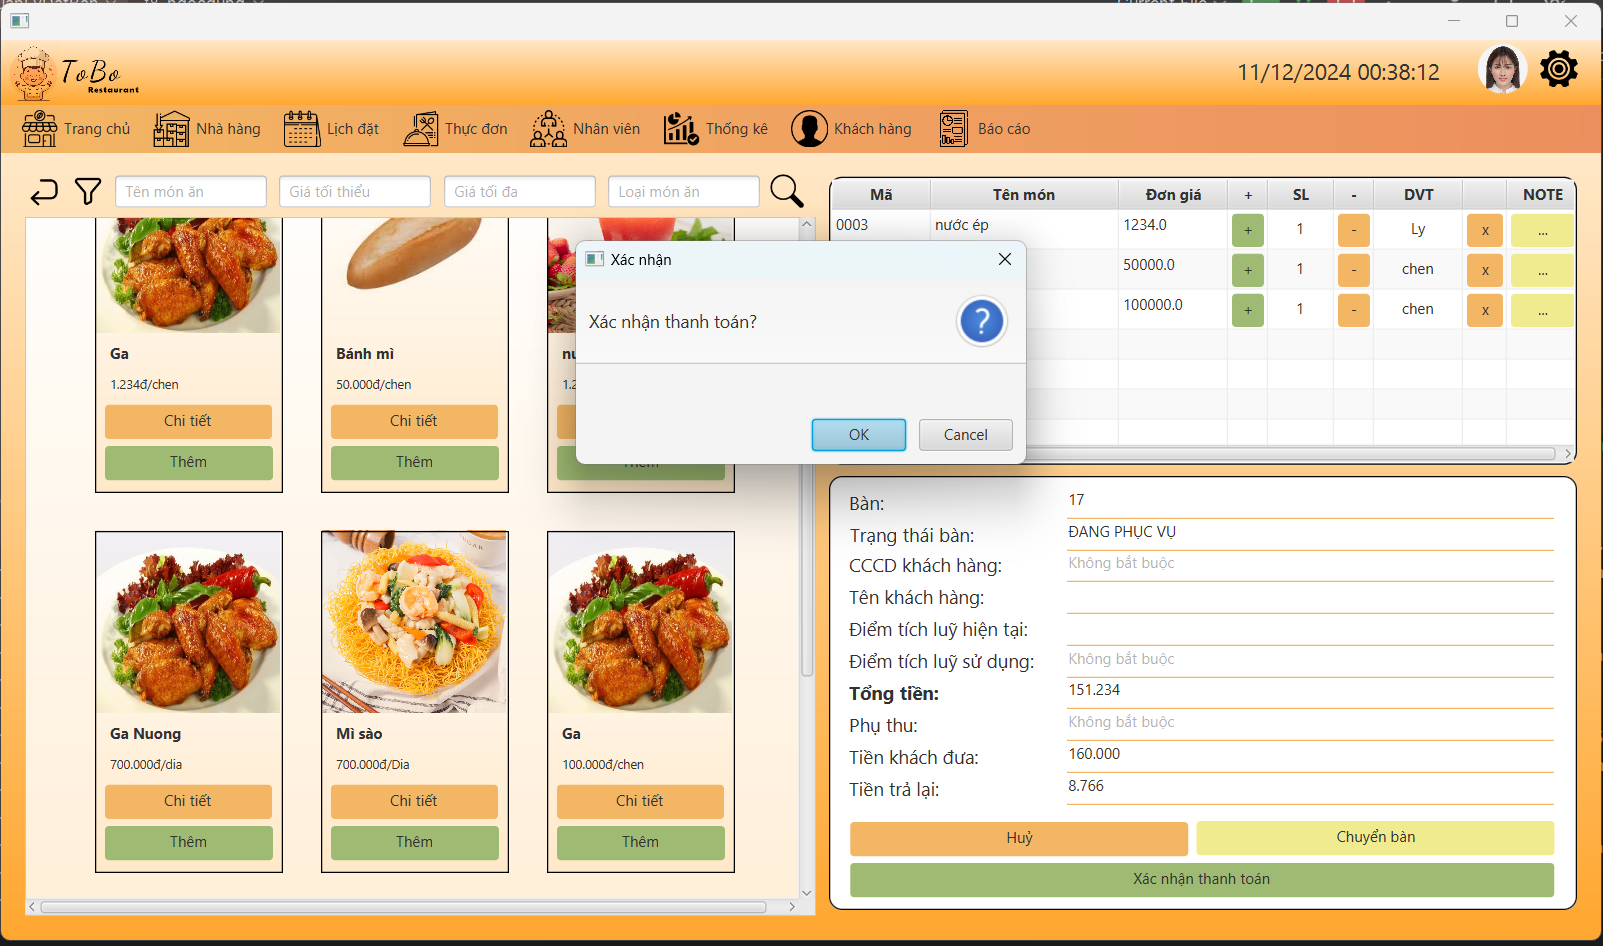 ToBo
Restaurant
11/12/2024 00:38:12
Trang chủ
Nhà hàng
Lịch đặt
Thực đơn
Nhân viên
Thống kê
Khách hàng
Báo cáo
Tên món ăn
Giá tối thiểu
Giá tối đa
Loại món ăn
Ga
1.234đ/chen
Chi tiết
Thêm
Bánh mì
50.000đ/chen
Chi tiết
Thêm
Ga Nuong
700.000đ/dia
Chi tiết
Thêm
Mì sào
700.000đ/Dia
Chi tiết
Thêm
Ga
100.000đ/chen
Chi tiết
Thêm
Xác nhận
Xác nhận thanh toán?
OK
Cancel
Mã Tên món Đơn giá + SL - DVT NOTE
0003 nước ép 1234.0 + 1 - Ly x ...
50000.0 + 1 - chen x ...
100000.0 + 1 - chen x ...
Bàn: 17
Trạng thái bàn: ĐANG PHỤC VỤ
CCCD khách hàng: Không bắt buộc
Tên khách hàng:
Điểm tích luỹ hiện tại:
Điểm tích luỹ sử dụng: Không bắt buộc
Tổng tiền: 151.234
Phụ thu: Không bắt buộc
Tiền khách đưa: 160.000
Tiền trả lại: 8.766
Huỷ
Chuyển bàn
Xác nhận thanh toán